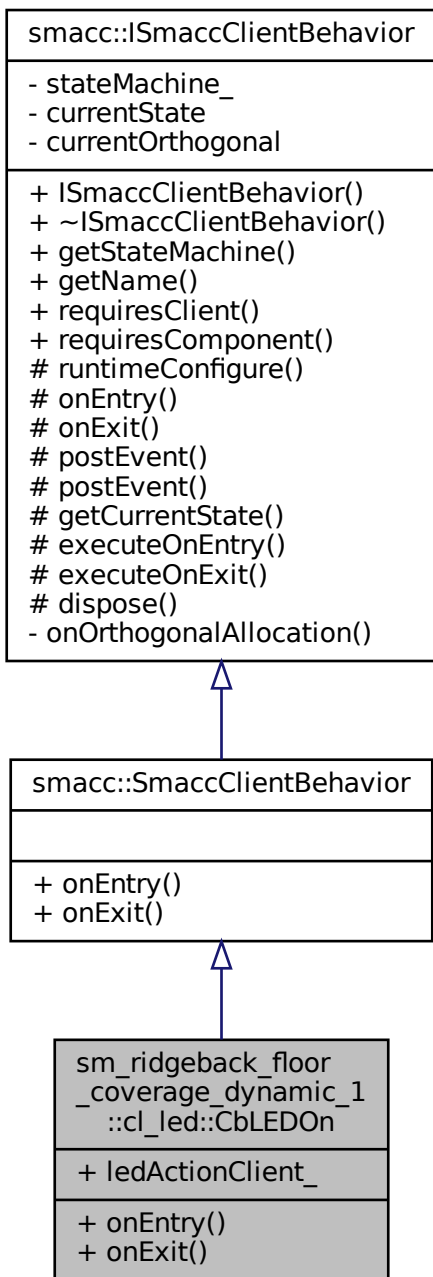 smacc::ISmaccClientBehavior
- stateMachine_
- currentState
- currentOrthogonal
+ ISmaccClientBehavior()
+ ~ISmaccClientBehavior()
+ getStateMachine()
+ getName()
+ requiresClient()
+ requiresComponent()
# runtimeConfigure()
# onEntry()
# onExit()
# postEvent()
# postEvent()
# getCurrentState()
# executeOnEntry()
# executeOnExit()
# dispose()
- onOrthogonalAllocation()
smacc::SmaccClientBehavior
+ onEntry()
+ onExit()
sm_ridgeback_floor
_coverage_dynamic_1
::cl_led::CbLEDOn
+ ledActionClient_
+ onEntry()
+ onExit()